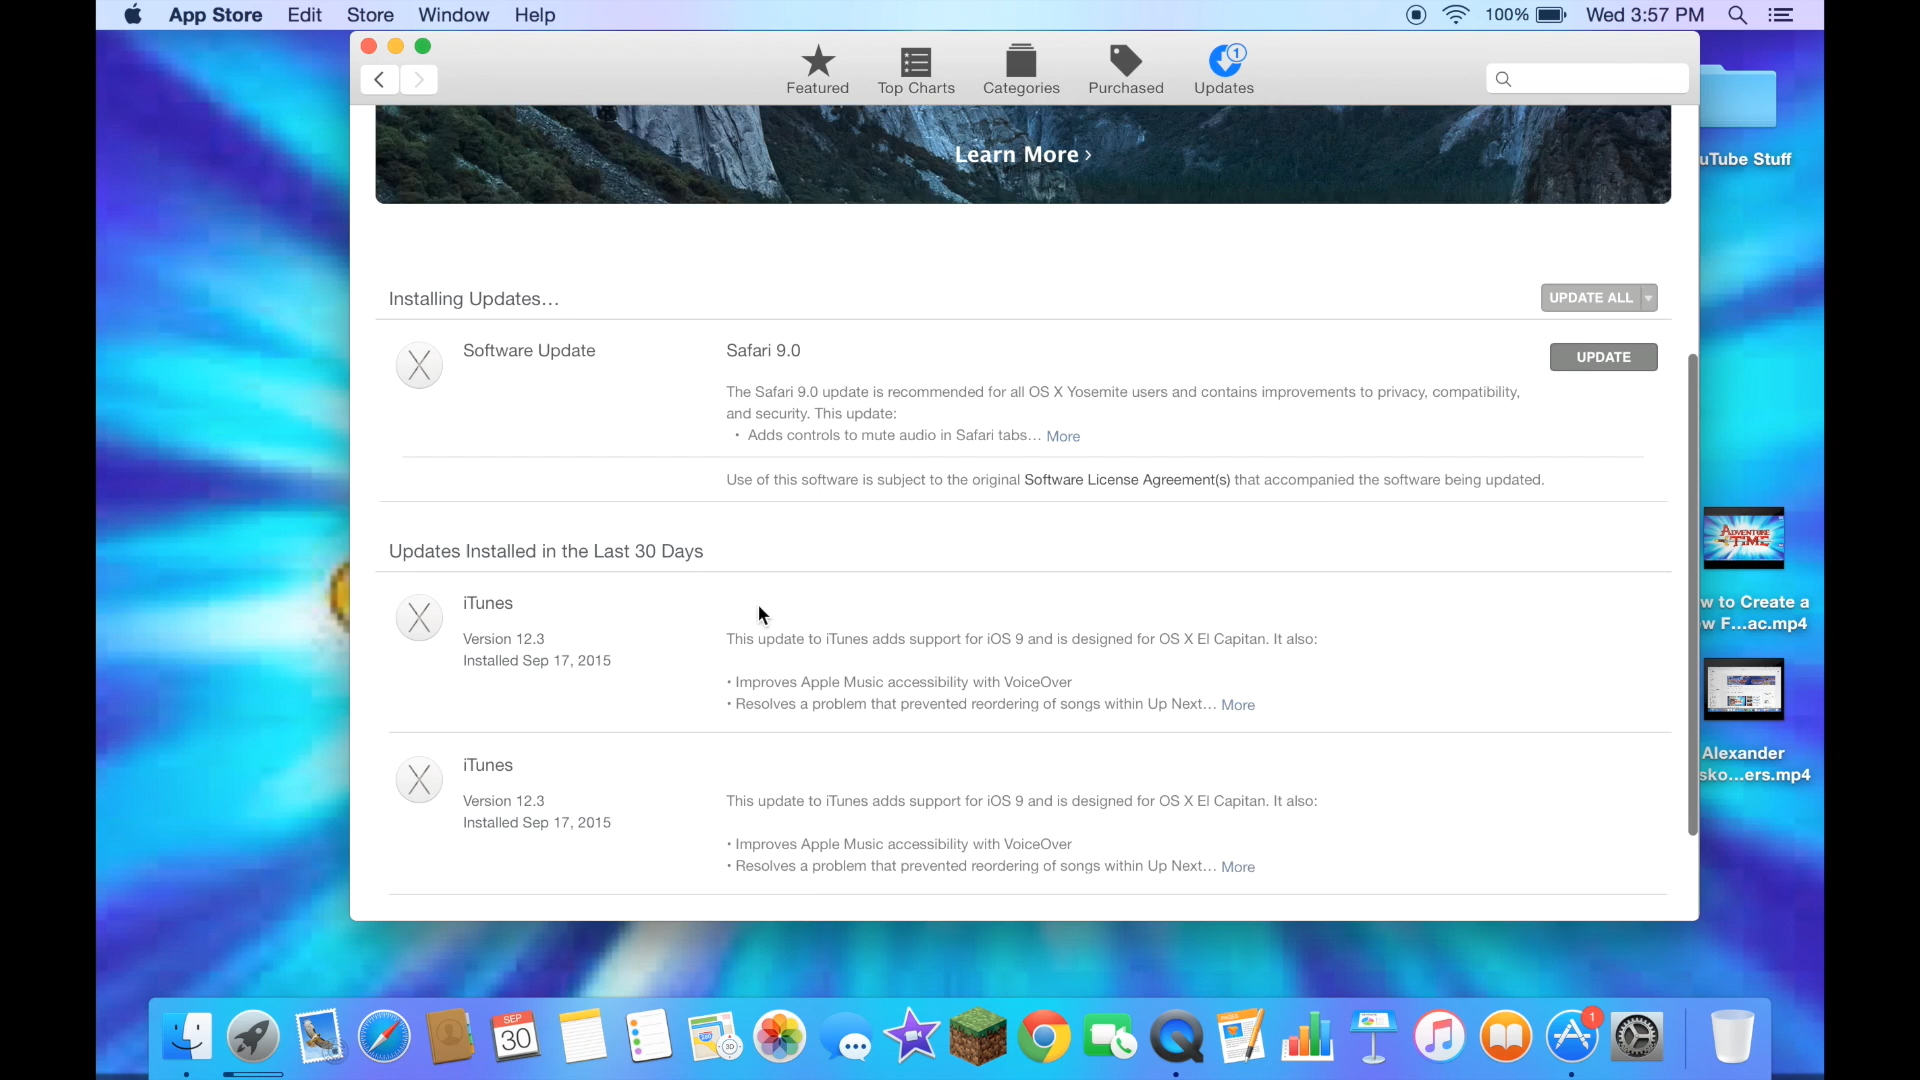 App Store Edit Store Window Help 100% Wed 3:57 PM
Featured Top Charts Categories Purchased Updates
1
Learn More ›
uTube Stuff
Installing Updates…
UPDATE ALL
Software Update
Safari 9.0
UPDATE
The Safari 9.0 update is recommended for all OS X Yosemite users and contains improvements to privacy, compatibility,
and security. This update:
• Adds controls to mute audio in Safari tabs… More
Use of this software is subject to the original Software License Agreement(s) that accompanied the software being updated.
Updates Installed in the Last 30 Days
iTunes
Version 12.3
Installed Sep 17, 2015
This update to iTunes adds support for iOS 9 and is designed for OS X El Capitan. It also:
• Improves Apple Music accessibility with VoiceOver
• Resolves a problem that prevented reordering of songs within Up Next… More
iTunes
Version 12.3
Installed Sep 17, 2015
This update to iTunes adds support for iOS 9 and is designed for OS X El Capitan. It also:
• Improves Apple Music accessibility with VoiceOver
• Resolves a problem that prevented reordering of songs within Up Next… More
ADVENTURE
TIME
w to Create a
w F...ac.mp4
Alexander
sko...ers.mp4
SEP
30
3D
1